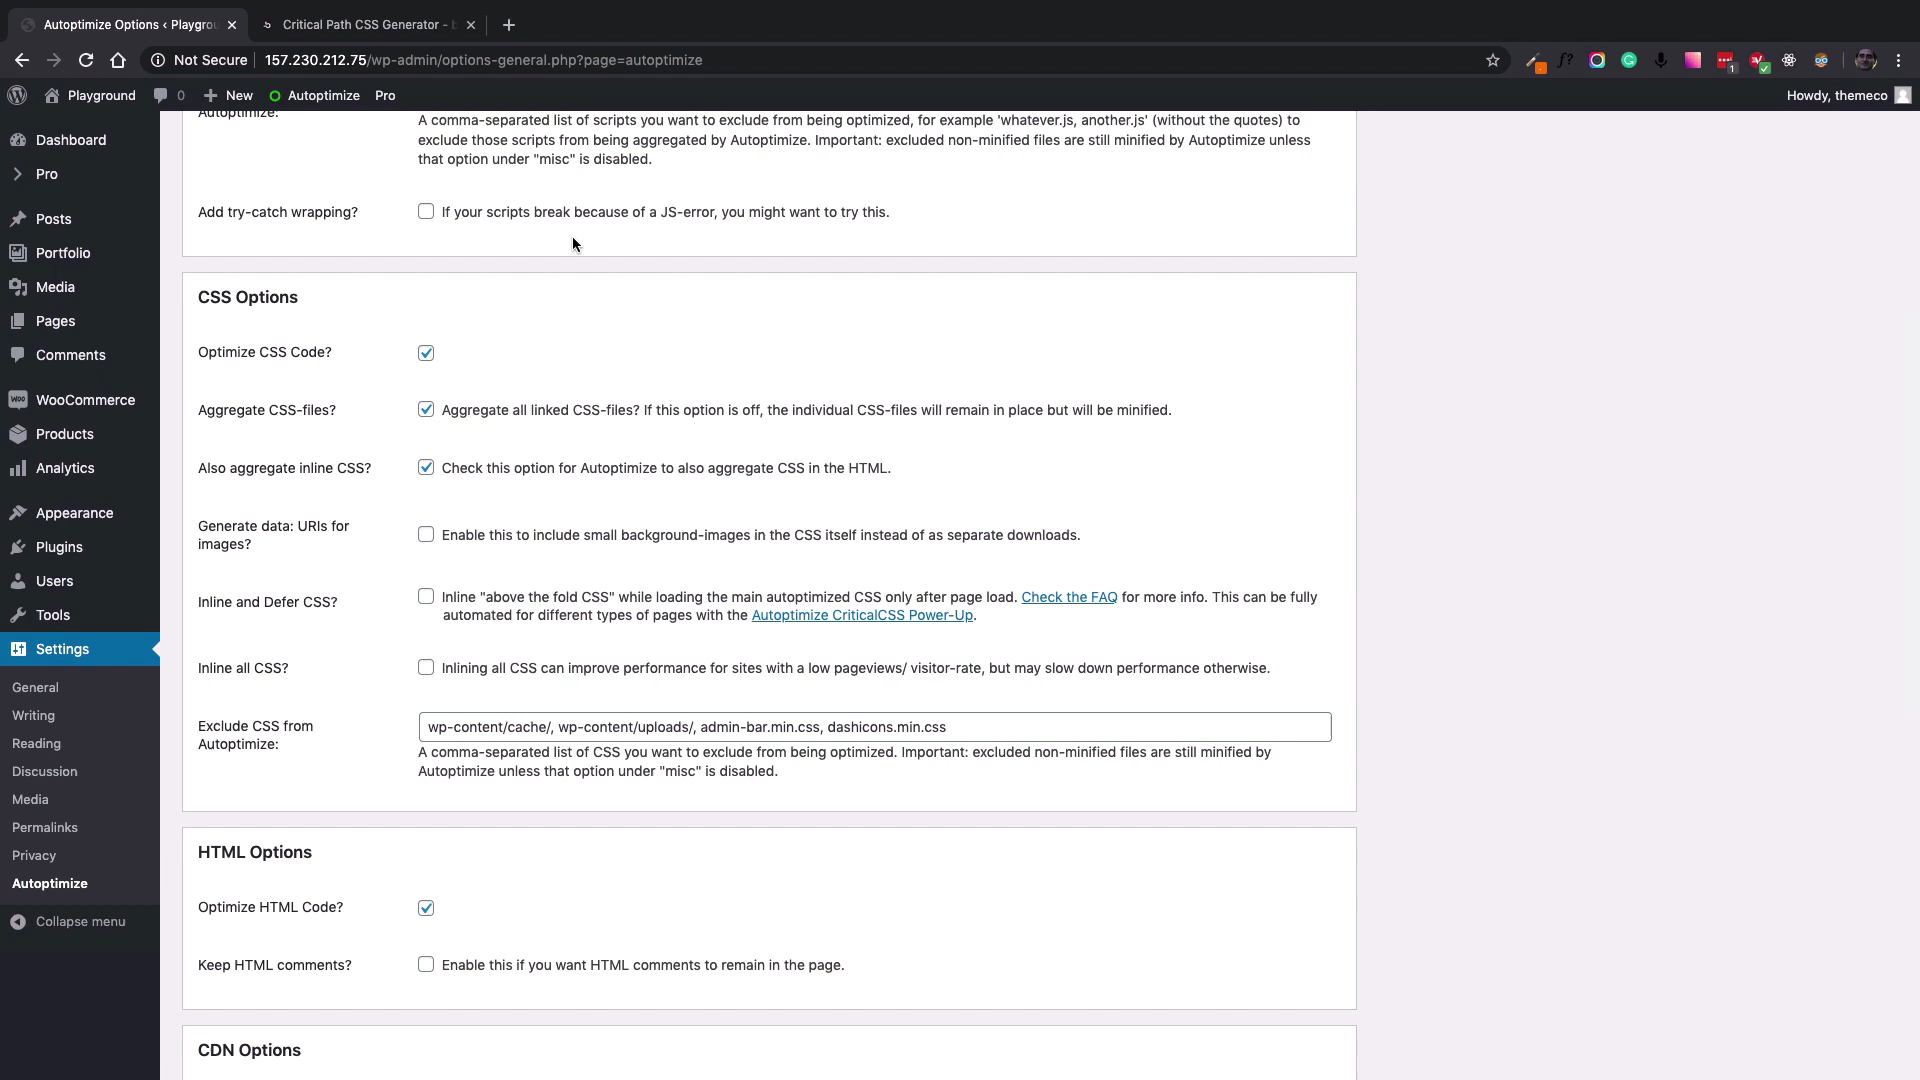 Autoptimize Options ‹ Playgrou
Critical Path CSS Generator - b
Not Secure
157.230.212.75/wp-admin/options-general.php?page=autoptimize
f?
1
Playground
0
New
Autoptimize
Pro
Howdy, themeco
Dashboard
Pro
Posts
Portfolio
Media
Pages
Comments
Woo
WooCommerce
Products
Analytics
Appearance
Plugins
Users
Tools
Settings
General
Writing
Reading
Discussion
Media
Permalinks
Privacy
Autoptimize
Collapse menu
Autoptimize:
A comma-separated list of scripts you want to exclude from being optimized, for example 'whatever.js, another.js' (without the quotes) to
exclude those scripts from being aggregated by Autoptimize. Important: excluded non-minified files are still minified by Autoptimize unless
that option under "misc" is disabled.
Add try-catch wrapping?
If your scripts break because of a JS-error, you might want to try this.
CSS Options
Optimize CSS Code?
Aggregate CSS-files?
Aggregate all linked CSS-files? If this option is off, the individual CSS-files will remain in place but will be minified.
Also aggregate inline CSS?
Check this option for Autoptimize to also aggregate CSS in the HTML.
Generate data: URIs for
images?
Enable this to include small background-images in the CSS itself instead of as separate downloads.
Inline and Defer CSS?
Inline "above the fold CSS" while loading the main autoptimized CSS only after page load. Check the FAQ for more info. This can be fully
automated for different types of pages with the Autoptimize CriticalCSS Power-Up.
Inline all CSS?
Inlining all CSS can improve performance for sites with a low pageviews/ visitor-rate, but may slow down performance otherwise.
Exclude CSS from
Autoptimize:
wp-content/cache/, wp-content/uploads/, admin-bar.min.css, dashicons.min.css
A comma-separated list of CSS you want to exclude from being optimized. Important: excluded non-minified files are still minified by
Autoptimize unless that option under "misc" is disabled.
HTML Options
Optimize HTML Code?
Keep HTML comments?
Enable this if you want HTML comments to remain in the page.
CDN Options